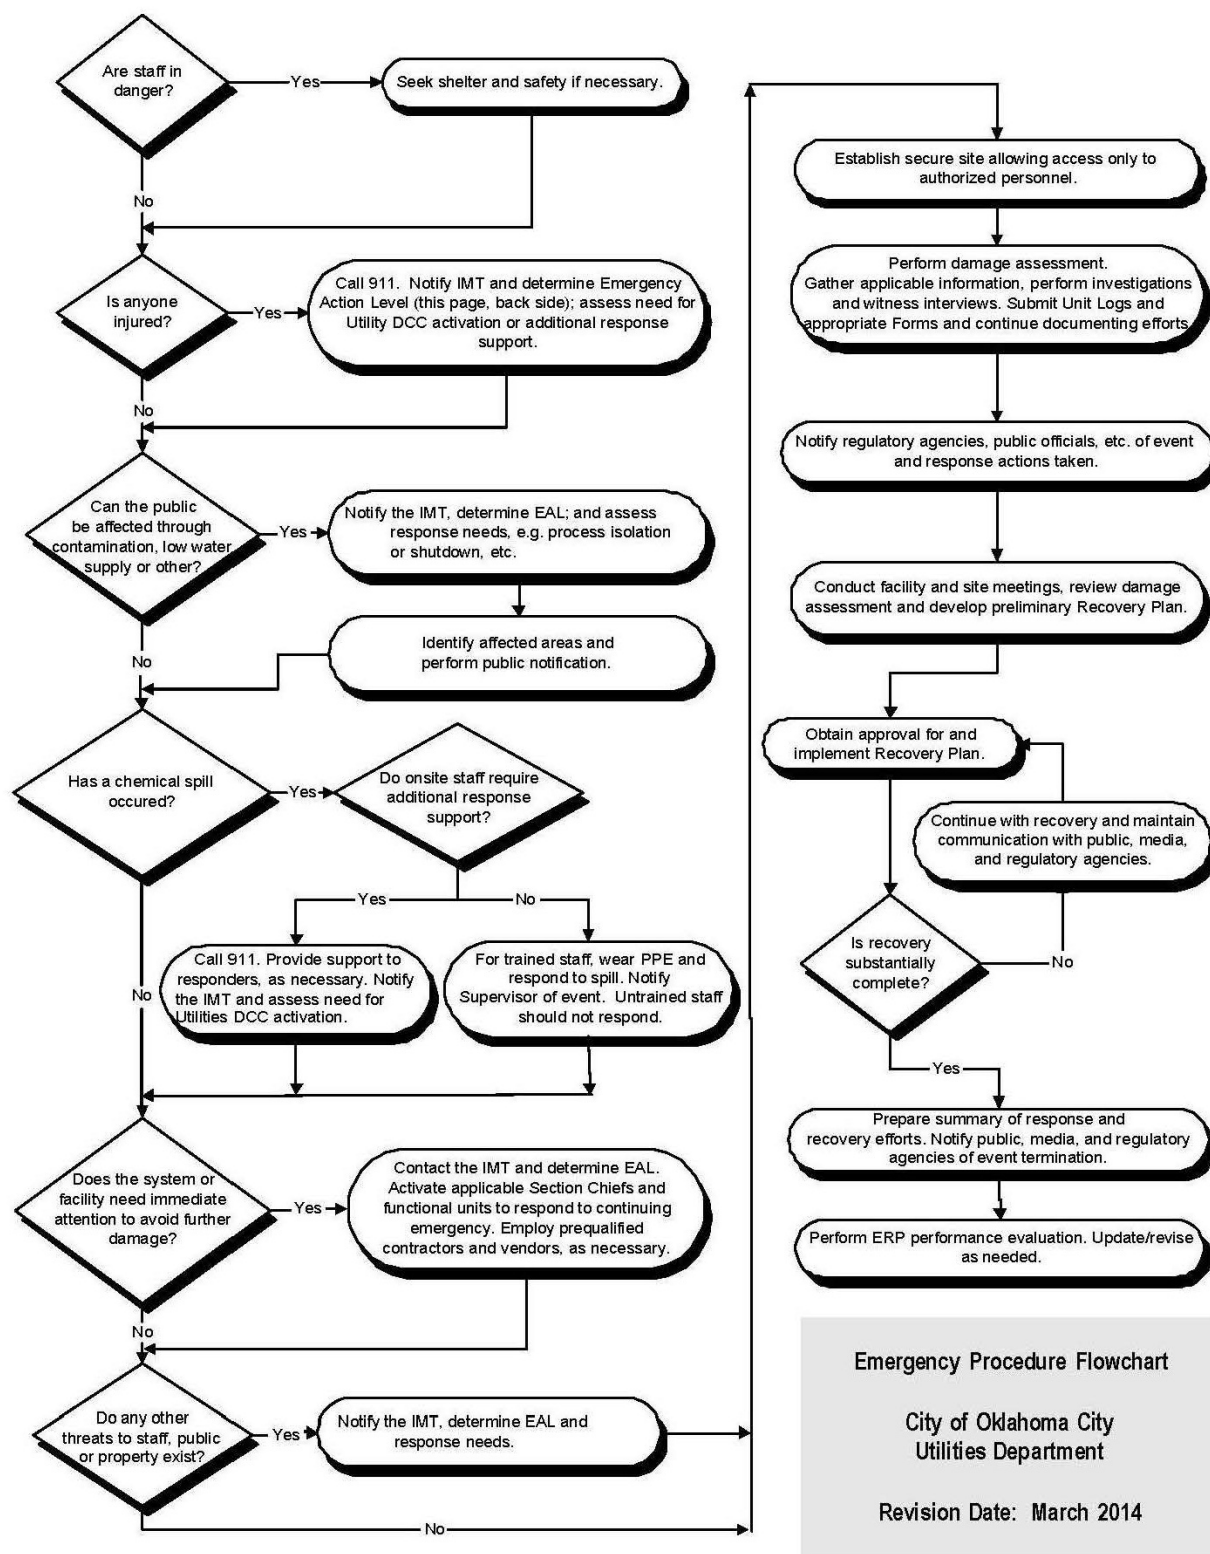 Are staff in
danger?
Yes
Seek shelter and safety if necessary.
No
Is anyone
injured?
Yes
Call 911. Notify IMT and determine Emergency
Action Level (this page, back side); assess need for
Utility DCC activation or additional response
support.
No
Can the public
be affected through
contamination, low water
supply or other?
Yes
Notify the IMT, determine EAL; and assess
response needs, e.g. process isolation
or shutdown, etc.
Identify affected areas and
perform public notification.
No
Has a chemical spill
occured?
Yes
Do onsite staff require
additional response
support?
Yes
No
Call 911. Provide support to
responders, as necessary. Notify
the IMT and assess need for
Utilities DCC activation.
For trained staff, wear PPE and
respond to spill. Notify
Supervisor of event. Untrained staff
should not respond.
No
Does the system or
facility need immediate
attention to avoid further
damage?
Yes
Contact the IMT and determine EAL.
Activate applicable Section Chiefs and
functional units to respond to continuing
emergency. Employ prequalified
contractors and vendors, as necessary.
No
Do any other
threats to staff, public
or property exist?
Yes
Notify the IMT, determine EAL and
response needs.
No
Establish secure site allowing access only to
authorized personnel.
Perform damage assessment.
Gather applicable information, perform investigations
and witness interviews. Submit Unit Logs and
appropriate Forms and continue documenting efforts.
Notify regulatory agencies, public officials, etc. of event
and response actions taken.
Conduct facility and site meetings, review damage
assessment and develop preliminary Recovery Plan.
Obtain approval for and
implement Recovery Plan.
Continue with recovery and maintain
communication with public, media,
and regulatory agencies.
Is recovery
substantially
complete?
No
Yes
Prepare summary of response and
recovery efforts. Notify public, media, and regulatory
agencies of event termination.
Perform ERP performance evaluation. Update/revise
as needed.
Emergency Procedure Flowchart
City of Oklahoma City
Utilities Department
Revision Date: March 2014